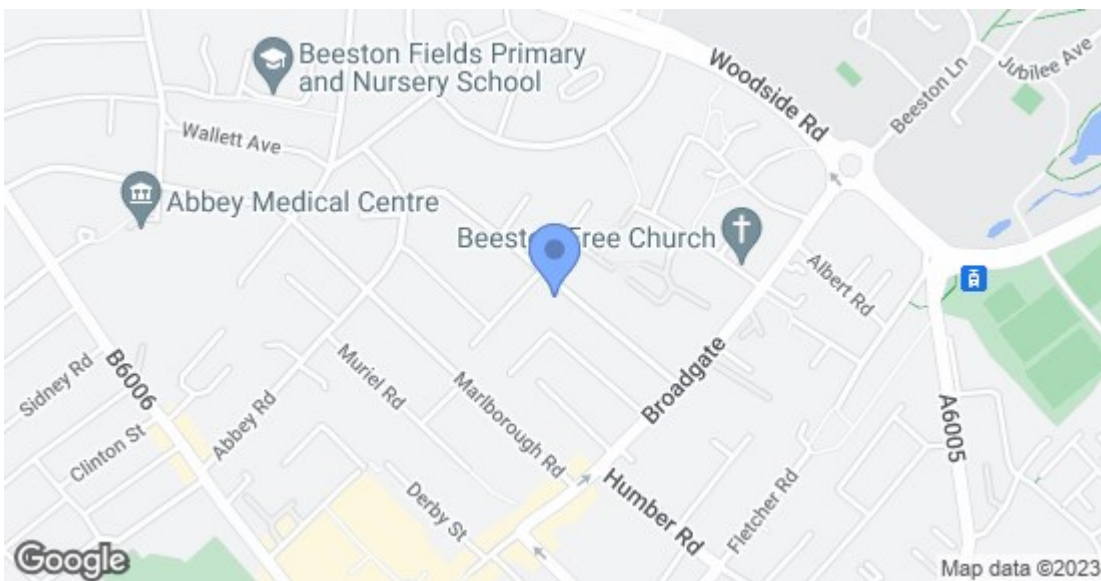 Beeston Fields Primary
and Nursery School
Woodside Rd
Beeston Ln
Jubilee Ave
Wallett Ave
Abbey Medical Centre
Beeston Free Church
Albert Rd
Sidney Rd
B6006
Muriel Rd
Marlborough Rd
Broadgate
A6005
Clinton St
Abbey Rd
Derby St
Humber Rd
Fletcher Rd
Google
Map data ©2023